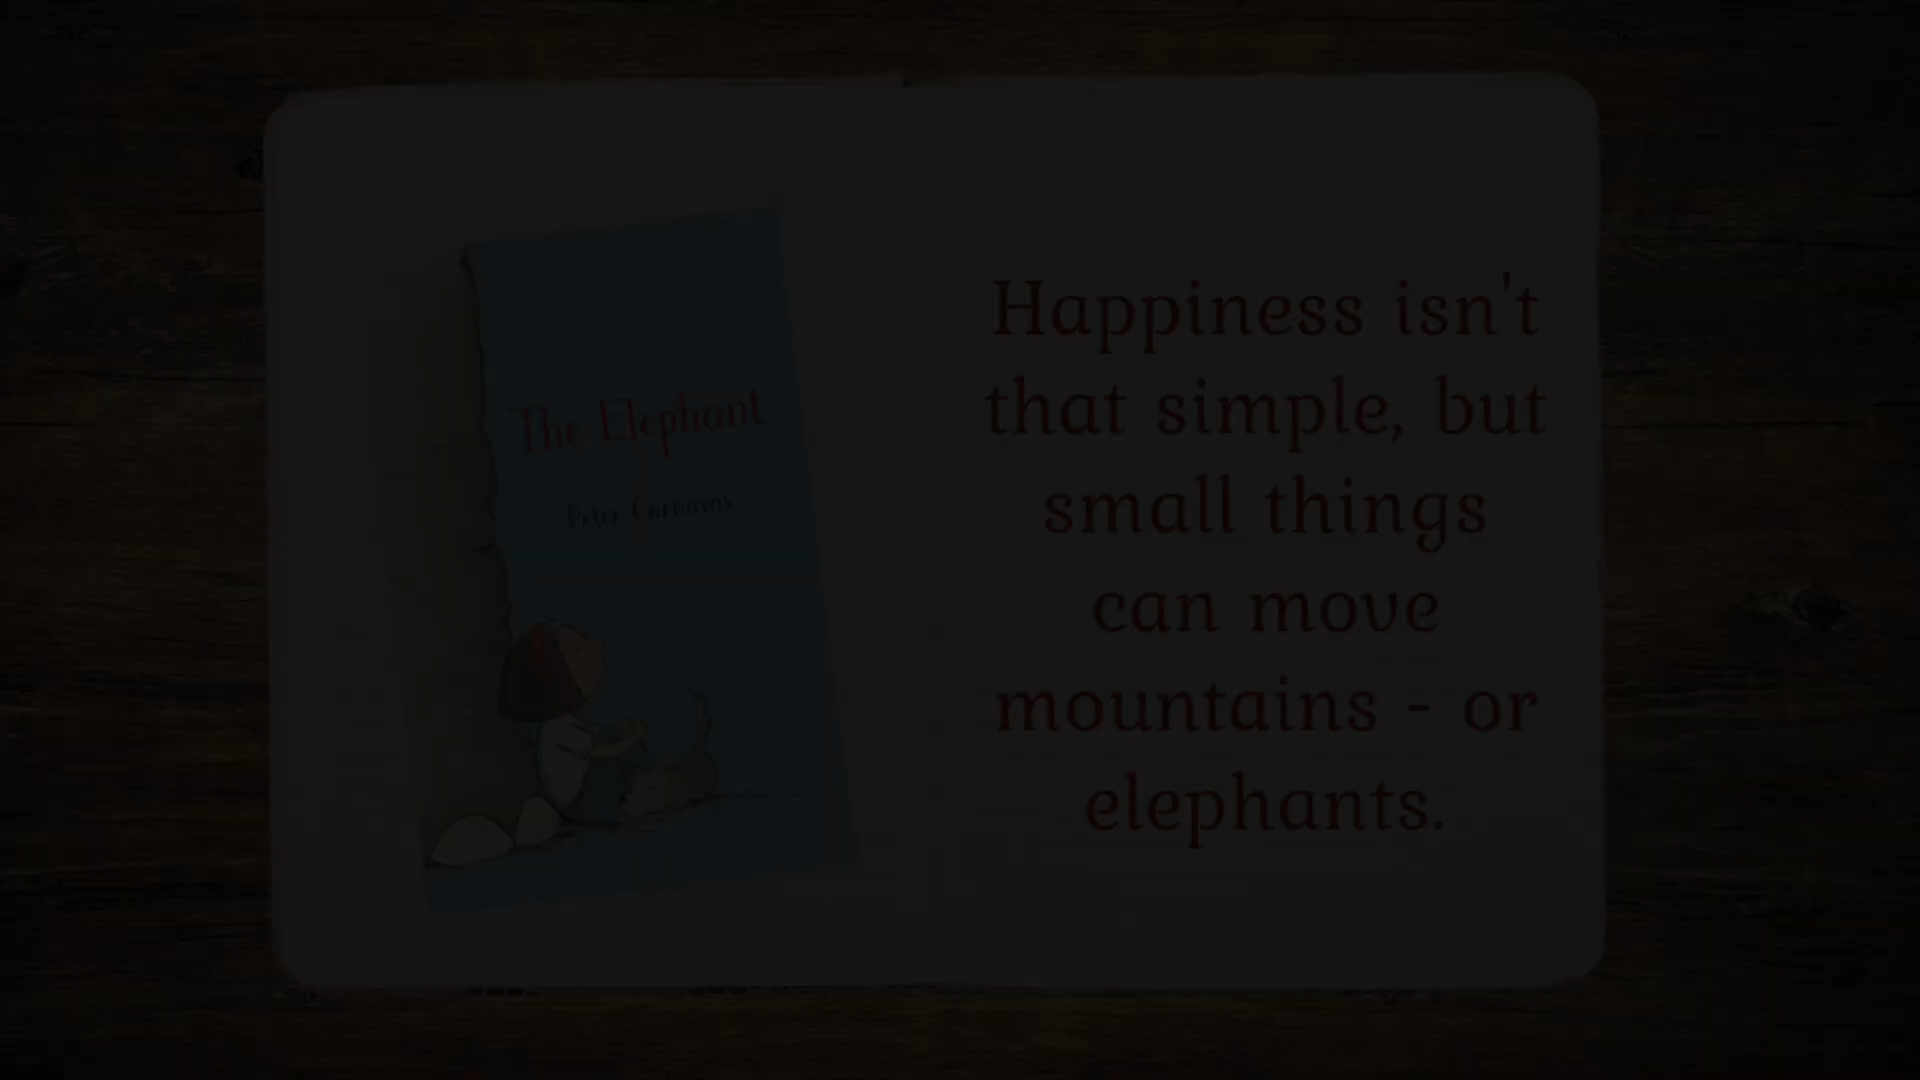 The Elephant
Peter Carnavas
Happiness isn't
that simple, but
small things
can move
mountains - or
elephants.